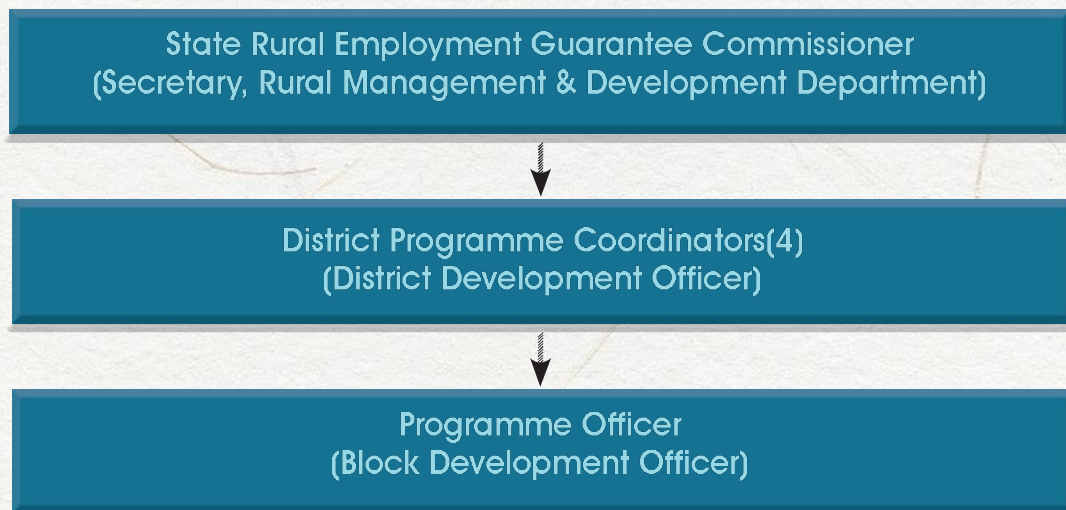 State Rural Employment Guarantee Commissioner
(Secretary, Rural Management & Development Department)
District Programme Coordinators(4)
(District Development Officer)
Programme Officer
(Block Development Officer)